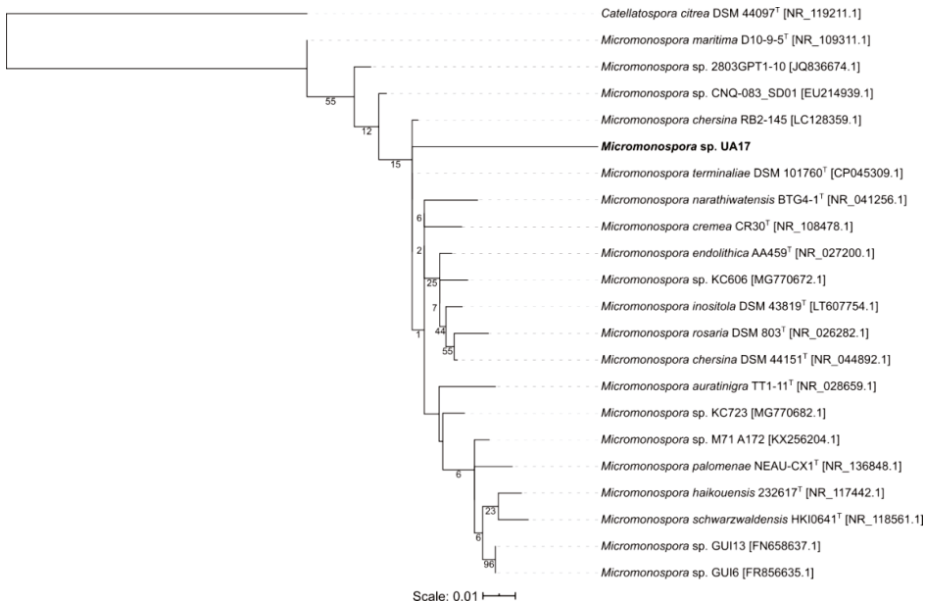 Catellatospora citrea DSM 44097T [NR_119211.1]
Micromonospora maritima D10-9-5T [NR_109311.1]
Micromonospora sp. 2803GPT1-10 [JQ836674.1]
55
Micromonospora sp. CNQ-083_SD01 [EU214939.1]
Micromonospora chersina RB2-145 [LC128359.1]
12
Micromonospora sp. UA17
15
Micromonospora terminaliae DSM 101760T [CP045309.1]
Micromonospora narathiwatensis BTG4-1T [NR_041256.1]
6
Micromonospora cremea CR30T [NR_108478.1]
2
Micromonospora endolithica AA459T [NR_027200.1]
25
Micromonospora sp. KC606 [MG770672.1]
7
Micromonospora inositola DSM 43819T [LT607754.1]
1
44
Micromonospora rosaria DSM 803T [NR_026282.1]
55
Micromonospora chersina DSM 44151T [NR_044892.1]
Micromonospora auratinigra TT1-11T [NR_028659.1]
Micromonospora sp. KC723 [MG770682.1]
Micromonospora sp. M71 A172 [KX256204.1]
6
Micromonospora palomenae NEAU-CX1T [NR_136848.1]
Micromonospora haikouensis 232617T [NR_117442.1]
23
Micromonospora schwarzwaldensis HKI0641T [NR_118561.1]
6
Micromonospora sp. GUI13 [FN658637.1]
96
Micromonospora sp. GUI6 [FR856635.1]
Scale: 0.01